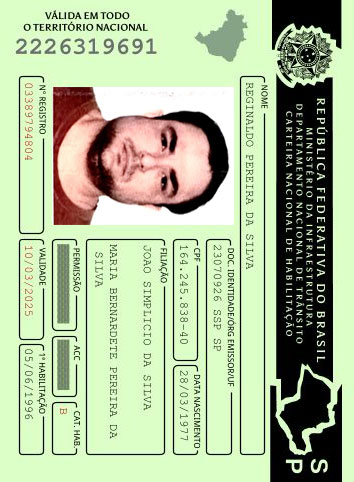 VÁLIDA EM TODO
O TERRITÓRIO NACIONAL
2226319691
REPÚBLICA FEDERATIVA DO BRASIL
MINISTÉRIO DA INFRAESTRUTURA
DEPARTAMENTO NACIONAL DE TRÂNSITO
CARTEIRA NACIONAL DE HABILITAÇÃO
NOME
REGINALDO PEREIRA DA SILVA
DOC. IDENTIDADE/ÓRG EMISSOR/UF
23070926 SSP SP
CPF
164.245.838-40
DATA NASCIMENTO
28/03/1977
FILIAÇÃO
JOAO SIMPLICIO DA SILVA
MARIA BERNARDETE PEREIRA DA
SILVA
PERMISSÃO
ACC
CAT. HAB.
B
Nº REGISTRO
03389794804
VALIDADE
10/03/2025
1ª HABILITAÇÃO
05/06/1996
SP